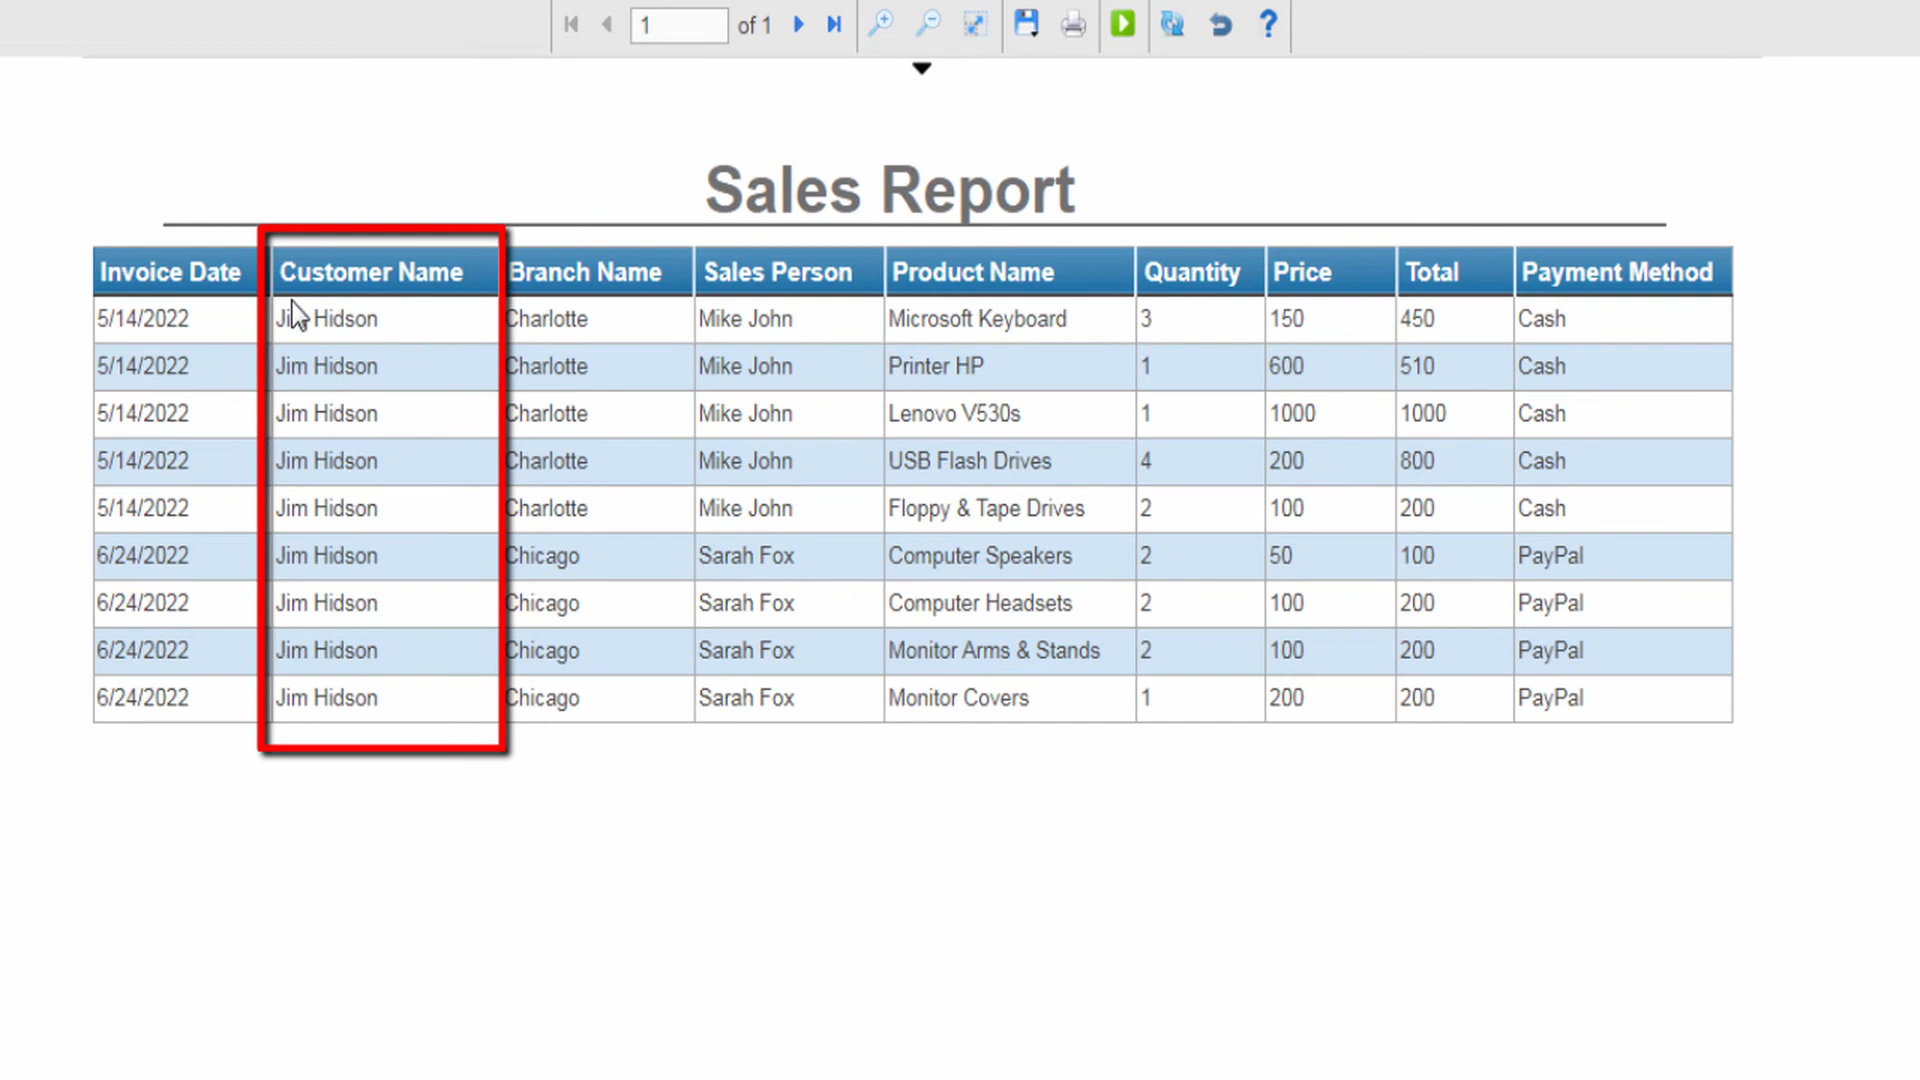 1 of 1
Sales Report
Invoice Date Customer Name Branch Name Sales Person Product Name Quantity Price Total Payment Method
5/14/2022 Jim Hidson Charlotte Mike John Microsoft Keyboard 3 150 450 Cash
5/14/2022 Jim Hidson Charlotte Mike John Printer HP 1 600 510 Cash
5/14/2022 Jim Hidson Charlotte Mike John Lenovo V530s 1 1000 1000 Cash
5/14/2022 Jim Hidson Charlotte Mike John USB Flash Drives 4 200 800 Cash
5/14/2022 Jim Hidson Charlotte Mike John Floppy & Tape Drives 2 100 200 Cash
6/24/2022 Jim Hidson Chicago Sarah Fox Computer Speakers 2 50 100 PayPal
6/24/2022 Jim Hidson Chicago Sarah Fox Computer Headsets 2 100 200 PayPal
6/24/2022 Jim Hidson Chicago Sarah Fox Monitor Arms & Stands 2 100 200 PayPal
6/24/2022 Jim Hidson Chicago Sarah Fox Monitor Covers 1 200 200 PayPal